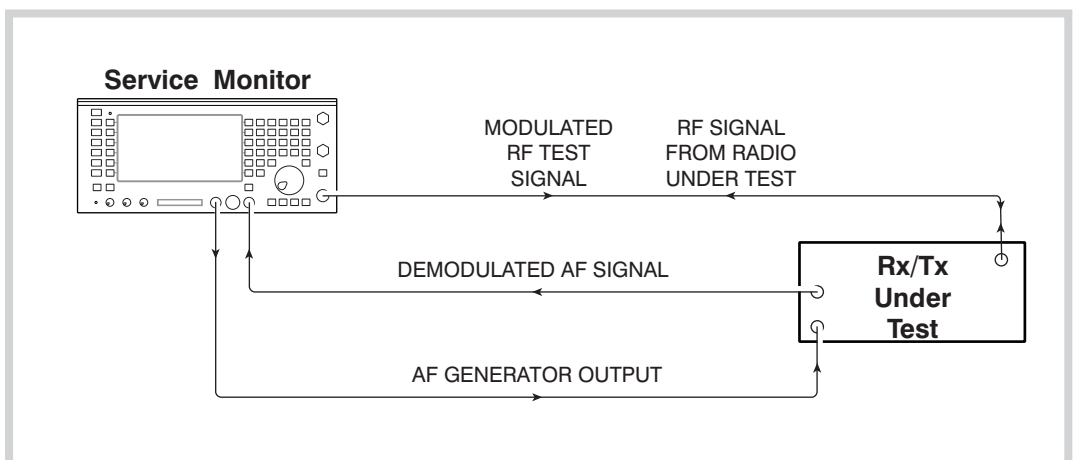 Service Monitor
MODULATED
RF TEST
SIGNAL
RF SIGNAL
FROM RADIO
UNDER TEST
DEMODULATED AF SIGNAL
Rx/Tx
Under
Test
AF GENERATOR OUTPUT